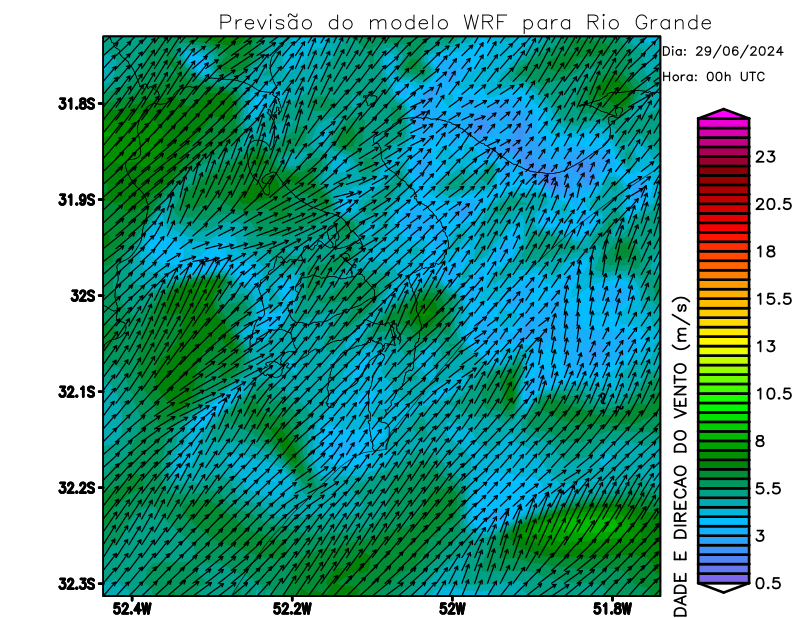 Previsão do modelo WRF para Rio Grande
Dia: 29/06/2024
Hora: 00h UTC
31.8S
31.9S
32S
32.1S
32.2S
32.3S
52.4W
52.2W
52W
51.8W
23
20.5
18
15.5
13
10.5
8
5.5
3
0.5
DADE E DIRECAO DO VENTO (m/s)